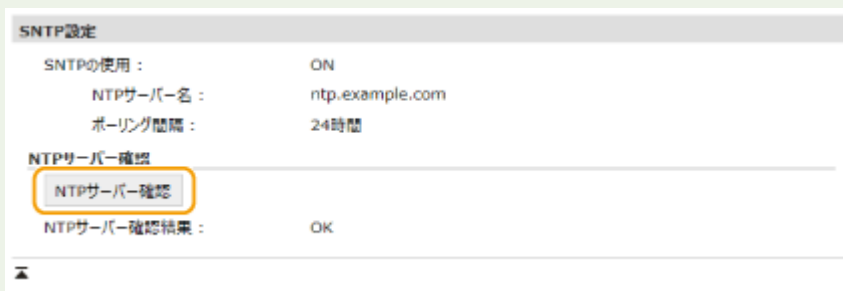 SNTP設定
SNTPの使用： ON
NTPサーバー名： ntp.example.com
ポーリング間隔： 24時間
NTPサーバー確認
NTPサーバー確認
NTPサーバー確認結果： OK